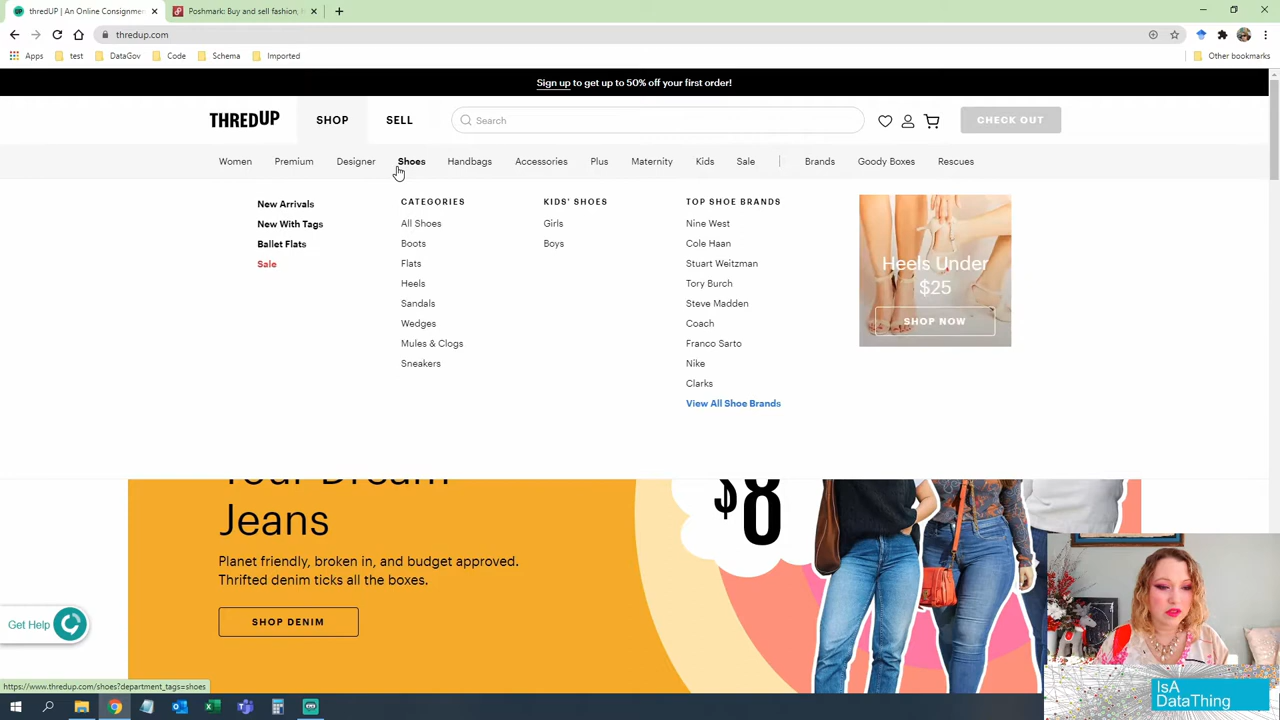 thredUP | An Online Consignmen
Poshmark: Buy and sell fashion,
thredup.com
Apps
test
DataGov
Code
Schema
Imported
Other bookmarks
Sign up to get up to 50% off your first order!
THREDUP
SHOP
SELL
Search
CHECK OUT
Women
Premium
Designer
Shoes
Handbags
Accessories
Plus
Maternity
Kids
Sale
Brands
Goody Boxes
Rescues
New Arrivals
New With Tags
Ballet Flats
Sale
CATEGORIES
All Shoes
Boots
Flats
Heels
Sandals
Wedges
Mules & Clogs
Sneakers
KIDS' SHOES
Girls
Boys
TOP SHOE BRANDS
Nine West
Cole Haan
Stuart Weitzman
Tory Burch
Steve Madden
Coach
Franco Sarto
Nike
Clarks
View All Shoe Brands
Heels Under
$25
SHOP NOW
Your Dream
Jeans
Planet friendly, broken in, and budget approved.
Thrifted denim ticks all the boxes.
SHOP DENIM
$8
Get Help
https://www.thredup.com/shoes?department_tags=shoes
IsA
DataThing